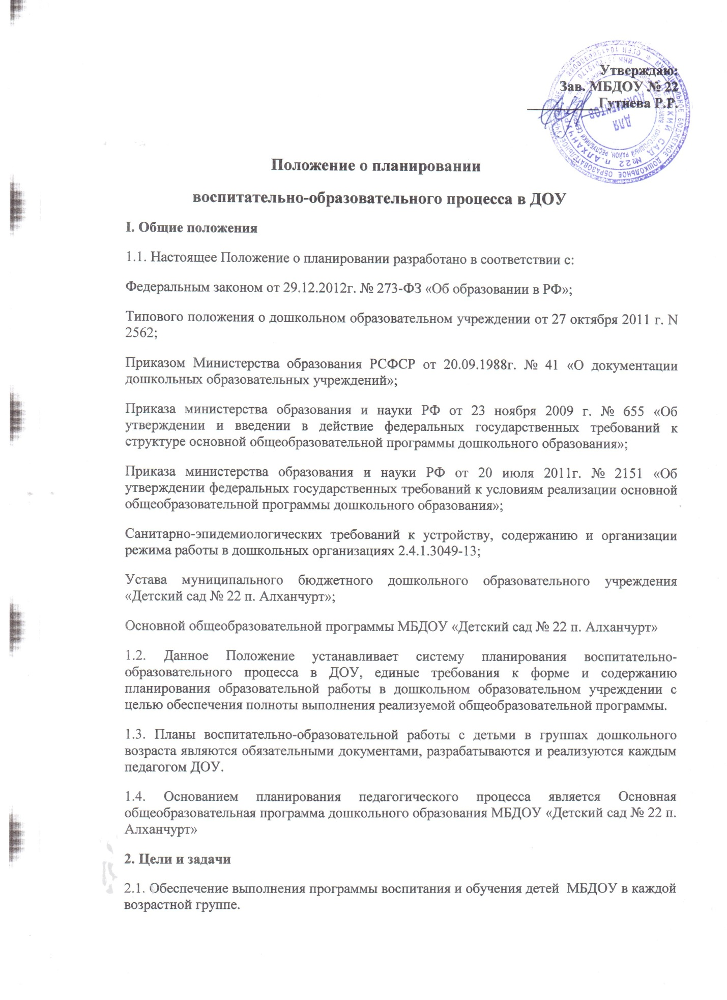 Утверждаю:
Зав. МБДОУ № 22
_________ Гутиева Р.Р.
ДЛЯ
ДОКУМЕНТОВ
Положение о планировании
воспитательно-образовательного процесса в ДОУ
I. Общие положения
1.1. Настоящее Положение о планировании разработано в соответствии с:
Федеральным законом от 29.12.2012г. № 273-ФЗ «Об образовании в РФ»;
Типового положения о дошкольном образовательном учреждении от 27 октября 2011 г. N
2562;
Приказом Министерства образования РСФСР от 20.09.1988г. № 41 «О документации
дошкольных образовательных учреждений»;
Приказа министерства образования и науки РФ от 23 ноября 2009 г. № 655 «Об
утверждении и введении в действие федеральных государственных требований к
структуре основной общеобразовательной программы дошкольного образования»;
Приказа министерства образования и науки РФ от 20 июля 2011г. № 2151 «Об
утверждении федеральных государственных требований к условиям реализации основной
общеобразовательной программы дошкольного образования»;
Санитарно-эпидемиологических требований к устройству, содержанию и организации
режима работы в дошкольных организациях 2.4.1.3049-13;
Устава муниципального бюджетного дошкольного образовательного учреждения
«Детский сад № 22 п. Алханчурт»;
Основной общеобразовательной программы МБДОУ «Детский сад № 22 п. Алханчурт»
1.2. Данное Положение устанавливает систему планирования воспитательно-
образовательного процесса в ДОУ, единые требования к форме и содержанию
планирования образовательной работы в дошкольном образовательном учреждении с
целью обеспечения полноты выполнения реализуемой общеобразовательной программы.
1.3. Планы воспитательно-образовательной работы с детьми в группах дошкольного
возраста являются обязательными документами, разрабатываются и реализуются каждым
педагогом ДОУ.
1.4. Основанием планирования педагогического процесса является Основная
общеобразовательная программа дошкольного образования МБДОУ «Детский сад № 22 п.
Алханчурт»
2. Цели и задачи
2.1. Обеспечение выполнения программы воспитания и обучения детей МБДОУ в каждой
возрастной группе.